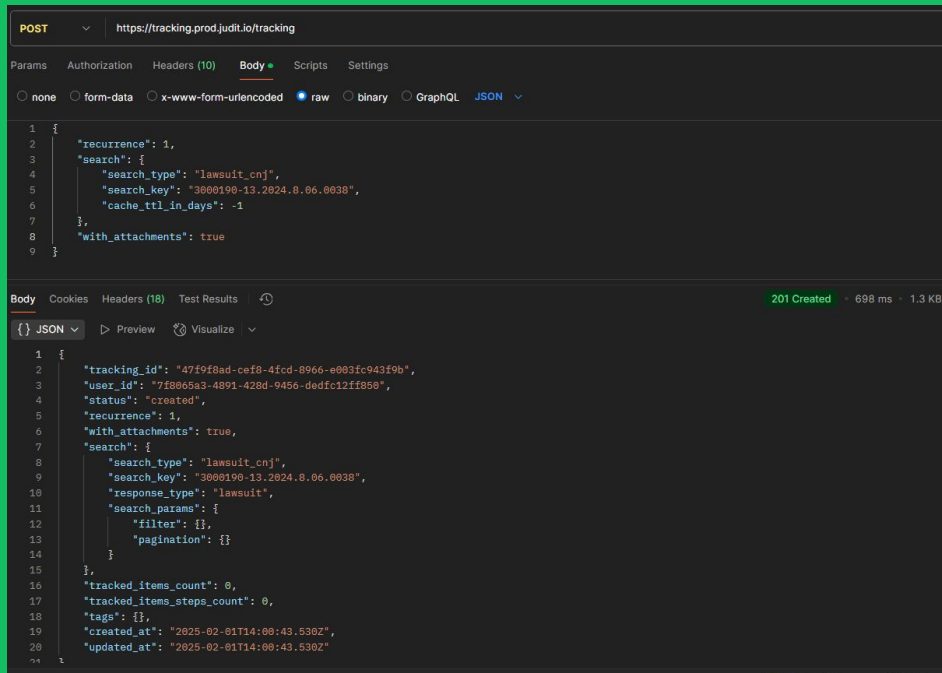 POST https://tracking.prod.judit.io/tracking
Params Authorization Headers (10) Body Scripts Settings
none form-data x-www-form-urlencoded raw binary GraphQL JSON
1 {
2 "recurrence": 1,
3 "search": {
4 "search_type": "lawsuit_cnj",
5 "search_key": "3000190-13.2024.8.06.0038",
6 "cache_ttl_in_days": -1
7 },
8 "with_attachments": true
9 }
Body Cookies Headers (18) Test Results 201 Created 698 ms 1.3 KB
{} JSON Preview Visualize
1 {
2 "tracking_id": "47f9f8ad-cef8-4fcd-8966-e003fc943f9b",
3 "user_id": "7f8065a3-4891-428d-9456-dedfc12ff850",
4 "status": "created",
5 "recurrence": 1,
6 "with_attachments": true,
7 "search": {
8 "search_type": "lawsuit_cnj",
9 "search_key": "3000190-13.2024.8.06.0038",
10 "response_type": "lawsuit",
11 "search_params": {
12 "filter": {},
13 "pagination": {}
14 }
15 },
16 "tracked_items_count": 0,
17 "tracked_items_steps_count": 0,
18 "tags": {},
19 "created_at": "2025-02-01T14:00:43.530Z",
20 "updated_at": "2025-02-01T14:00:43.530Z"
21 }